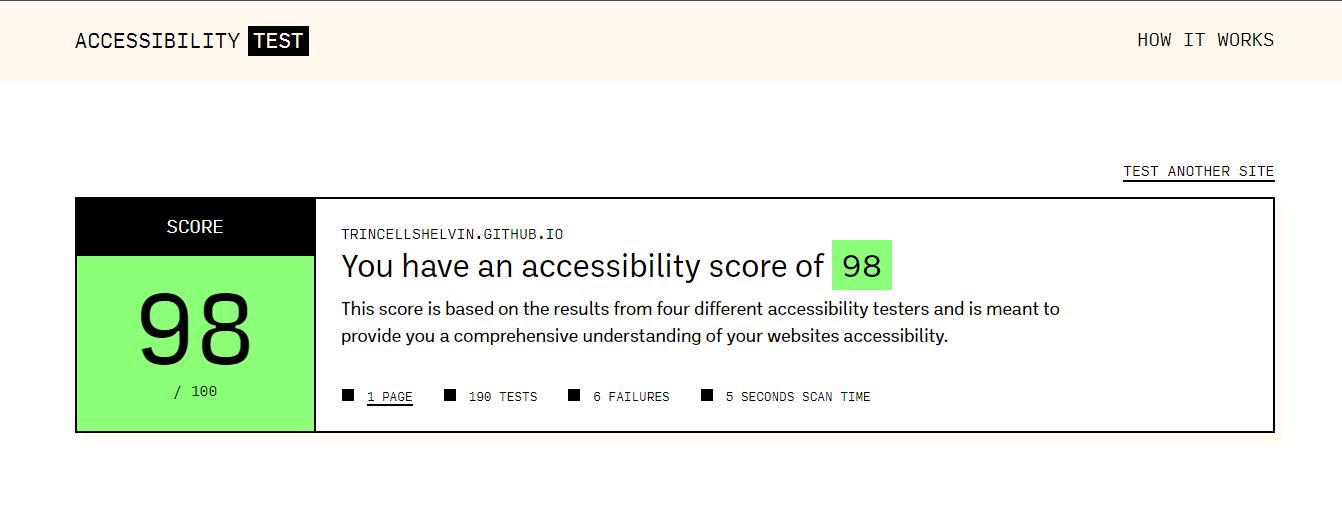 ACCESSIBILITY TEST
HOW IT WORKS
TEST ANOTHER SITE
SCORE
98
/ 100
TRINCELLSHELVIN.GITHUB.IO
You have an accessibility score of 98
This score is based on the results from four different accessibility testers and is meant to
provide you a comprehensive understanding of your websites accessibility.
1 PAGE 190 TESTS 6 FAILURES 5 SECONDS SCAN TIME